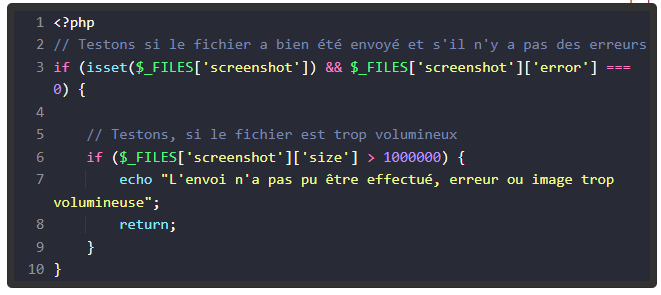 1 <?php
2 // Testons si le fichier a bien été envoyé et s'il n'y a pas des erreurs
3 if (isset($_FILES['screenshot']) && $_FILES['screenshot']['error'] ===
0) {
4
5 // Testons, si le fichier est trop volumineux
6 if ($_FILES['screenshot']['size'] > 1000000) {
7 echo "L'envoi n'a pas pu être effectué, erreur ou image trop
volumineuse";
8 return;
9 }
10 }